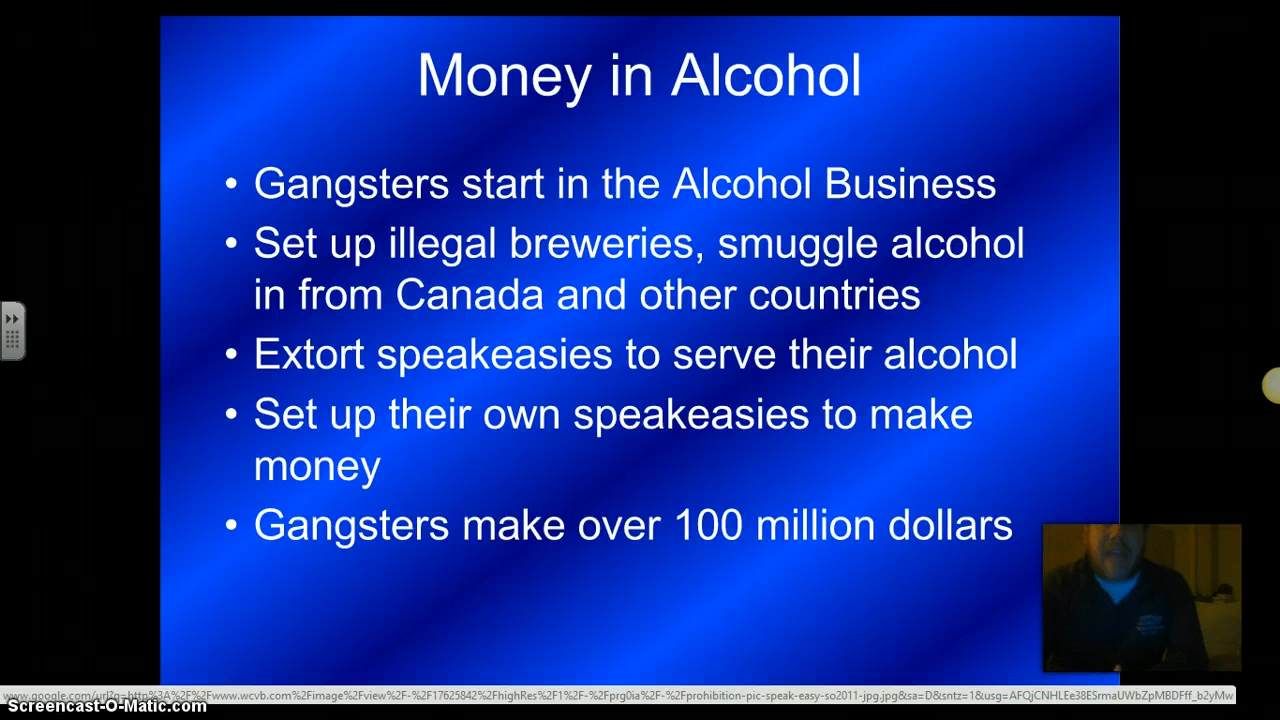 Money in Alcohol
• Gangsters start in the Alcohol Business
• Set up illegal breweries, smuggle alcohol
in from Canada and other countries
• Extort speakeasies to serve their alcohol
• Set up their own speakeasies to make
money
• Gangsters make over 100 million dollars
Screencast-O-Matic.com